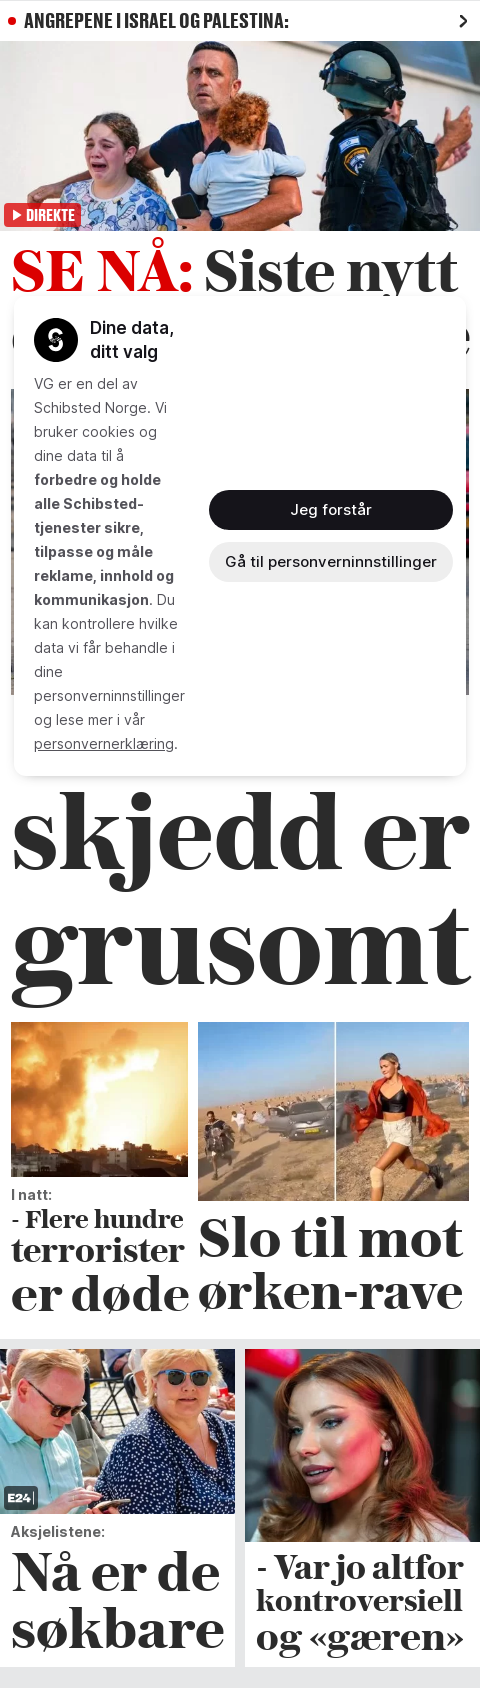 ANGREPENE I ISRAEL OG PALESTINA:
DIREKTE
SE NÅ: Siste nytt
Dine data,
ditt valg
VG er en del av
Schibsted Norge. Vi
bruker cookies og
dine data til å
forbedre og holde
alle Schibsted-
tjenester sikre,
tilpasse og måle
reklame, innhold og
kommunikasjon. Du
kan kontrollere hvilke
data vi får behandle i
dine
personverninnstillinger
og lese mer i vår
personvernerklæring.
Jeg forstår
Gå til personverninnstillinger
skjedd er
grusomt
I natt:
- Flere hundre
terrorister
er døde
Slo til mot
ørken-rave
E24
Aksjelistene:
Nå er de
søkbare
- Var jo altfor
kontroversiell
og «gæren»